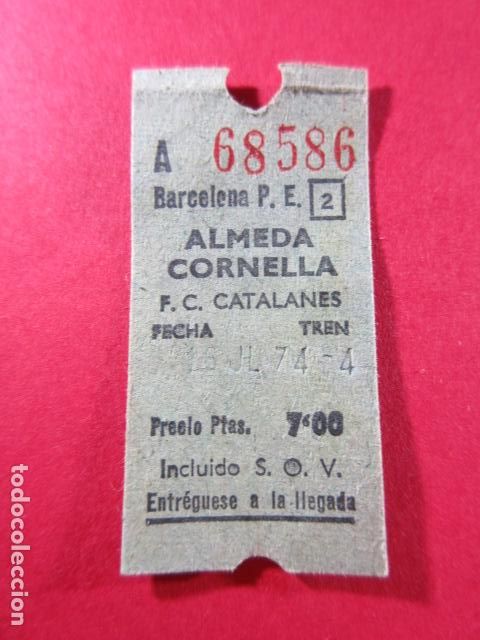 A 68586
Barcelona P. E. 2
ALMEDA
CORNELLA
F. C. CATALANES
FECHA TREN
JL 74-4
Precio Ptas. 7'00
Incluido S. O. V.
Entréguese a la llegada
todocoleccion